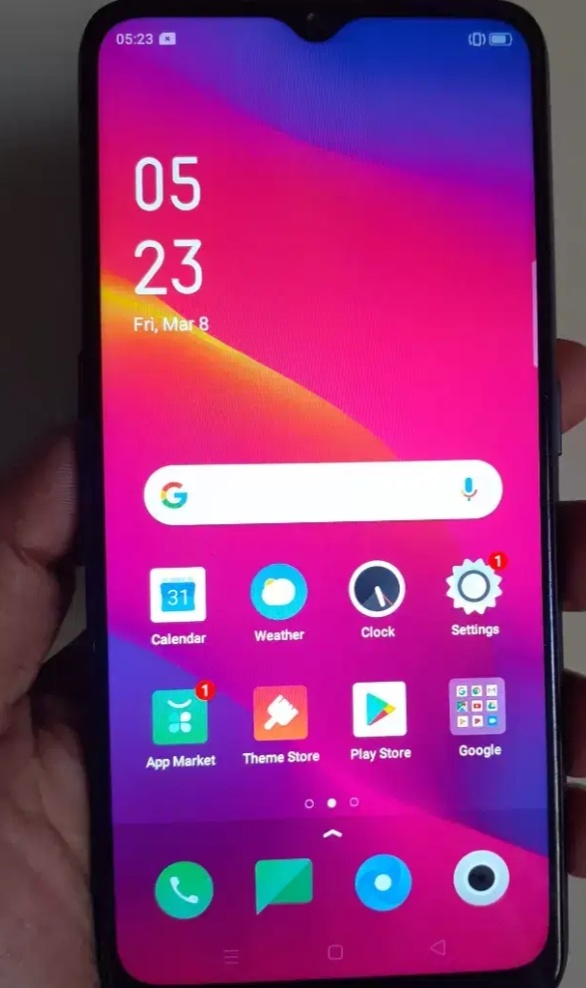 05:23
05
23
Fri, Mar 8
G
31
Calendar
Weather
Clock
1
Settings
1
App Market
Theme Store
Play Store
Google